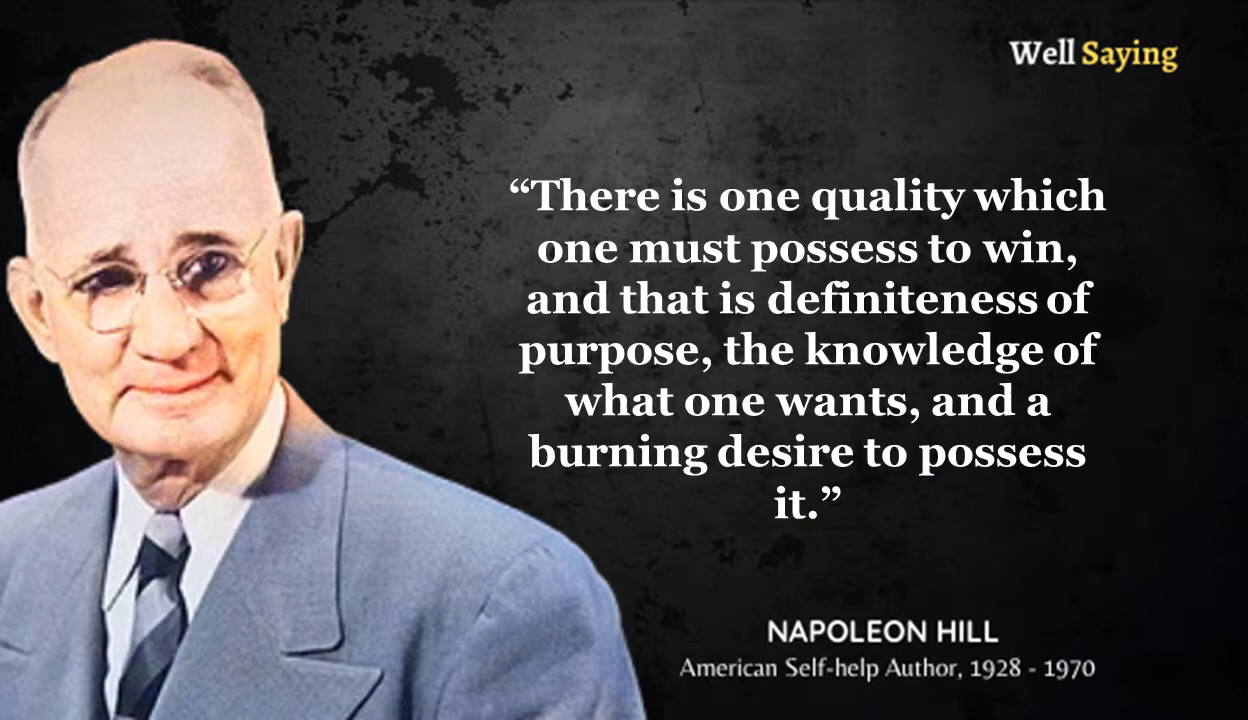 Well Saying
“There is one quality which
one must possess to win,
and that is definiteness of
purpose, the knowledge of
what one wants, and a
burning desire to possess
it.”
NAPOLEON HILL
American Self-help Author, 1928 - 1970